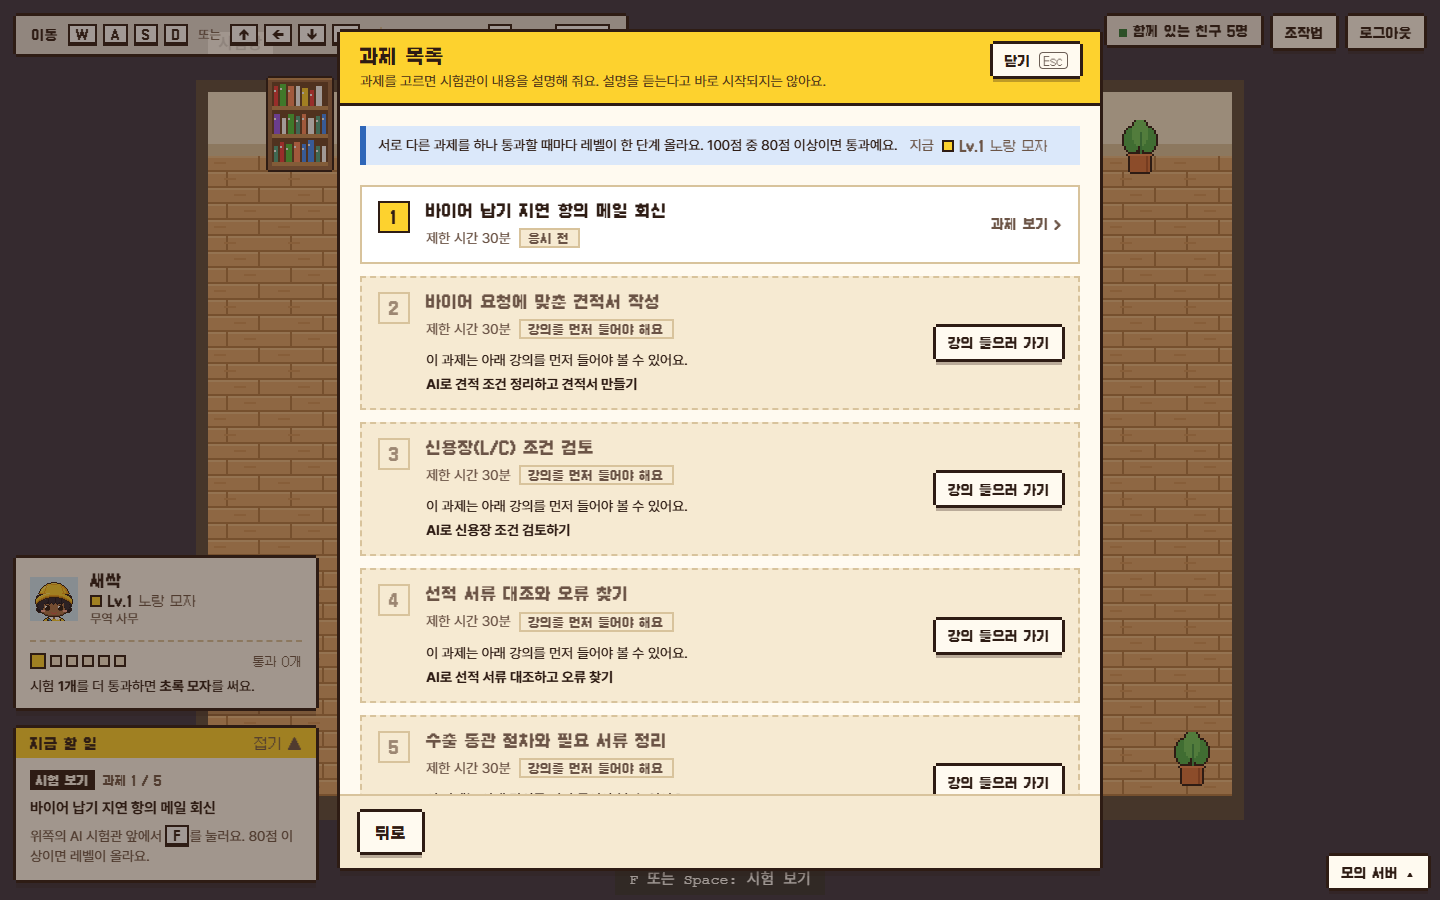 이동 W A S D 또는 ↑ ← ↓
함께 있는 친구 5명
조작법
로그아웃
과제 목록
과제를 고르면 시험관이 내용을 설명해 줘요. 설명을 듣는다고 바로 시작되지는 않아요.
닫기 Esc
서로 다른 과제를 하나 통과할 때마다 레벨이 한 단계 올라요. 100점 중 80점 이상이면 통과예요. 지금 Lv.1 노랑 모자
1 바이어 납기 지연 항의 메일 회신
제한 시간 30분 응시 전
과제 보기 >
2 바이어 요청에 맞춘 견적서 작성
제한 시간 30분 강의를 먼저 들어야 해요
이 과제는 아래 강의를 먼저 들어야 볼 수 있어요.
AI로 견적 조건 정리하고 견적서 만들기
강의 들으러 가기
3 신용장(L/C) 조건 검토
제한 시간 30분 강의를 먼저 들어야 해요
이 과제는 아래 강의를 먼저 들어야 볼 수 있어요.
AI로 신용장 조건 검토하기
강의 들으러 가기
4 선적 서류 대조와 오류 찾기
제한 시간 30분 강의를 먼저 들어야 해요
이 과제는 아래 강의를 먼저 들어야 볼 수 있어요.
AI로 선적 서류 대조하고 오류 찾기
강의 들으러 가기
5 수출 통관 절차와 필요 서류 정리
제한 시간 30분 강의를 먼저 들어야 해요
강의 들으러 가기
뒤로
새싹
Lv.1 노랑 모자
무역 사무
통과 0개
시험 1개를 더 통과하면 초록 모자를 써요.
지금 할 일
접기 ▲
시험 보기 과제 1 / 5
바이어 납기 지연 항의 메일 회신
위쪽의 AI 시험관 앞에서 F 를 눌러요. 80점 이
상이면 레벨이 올라요.
F 또는 Space: 시험 보기
모의 서버 ▲